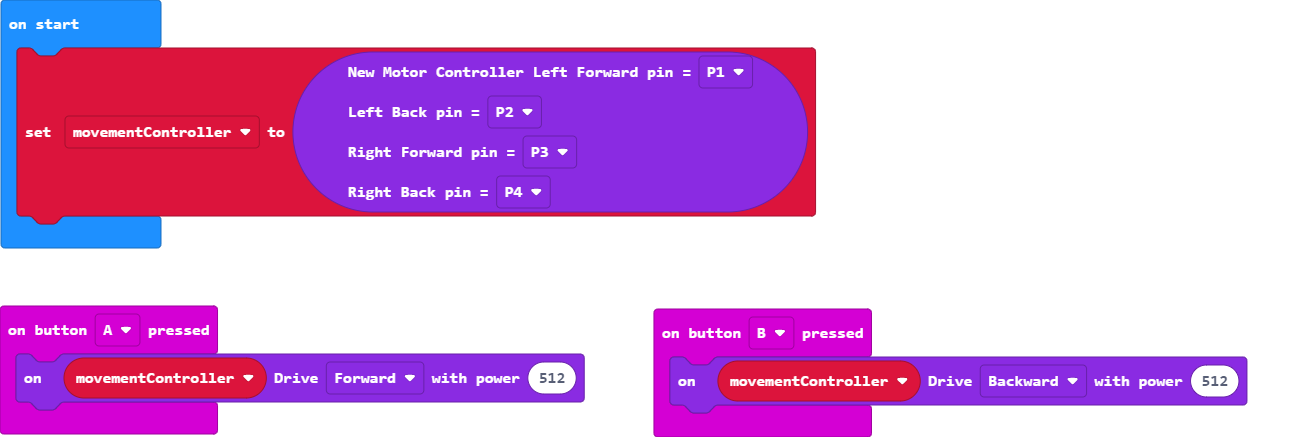 on start
New Motor Controller Left Forward pin = P1
Left Back pin = P2
set movementController to
Right Forward pin = P3
Right Back pin = P4
on button A pressed
on movementController Drive Forward with power 512
on button B pressed
on movementController Drive Backward with power 512